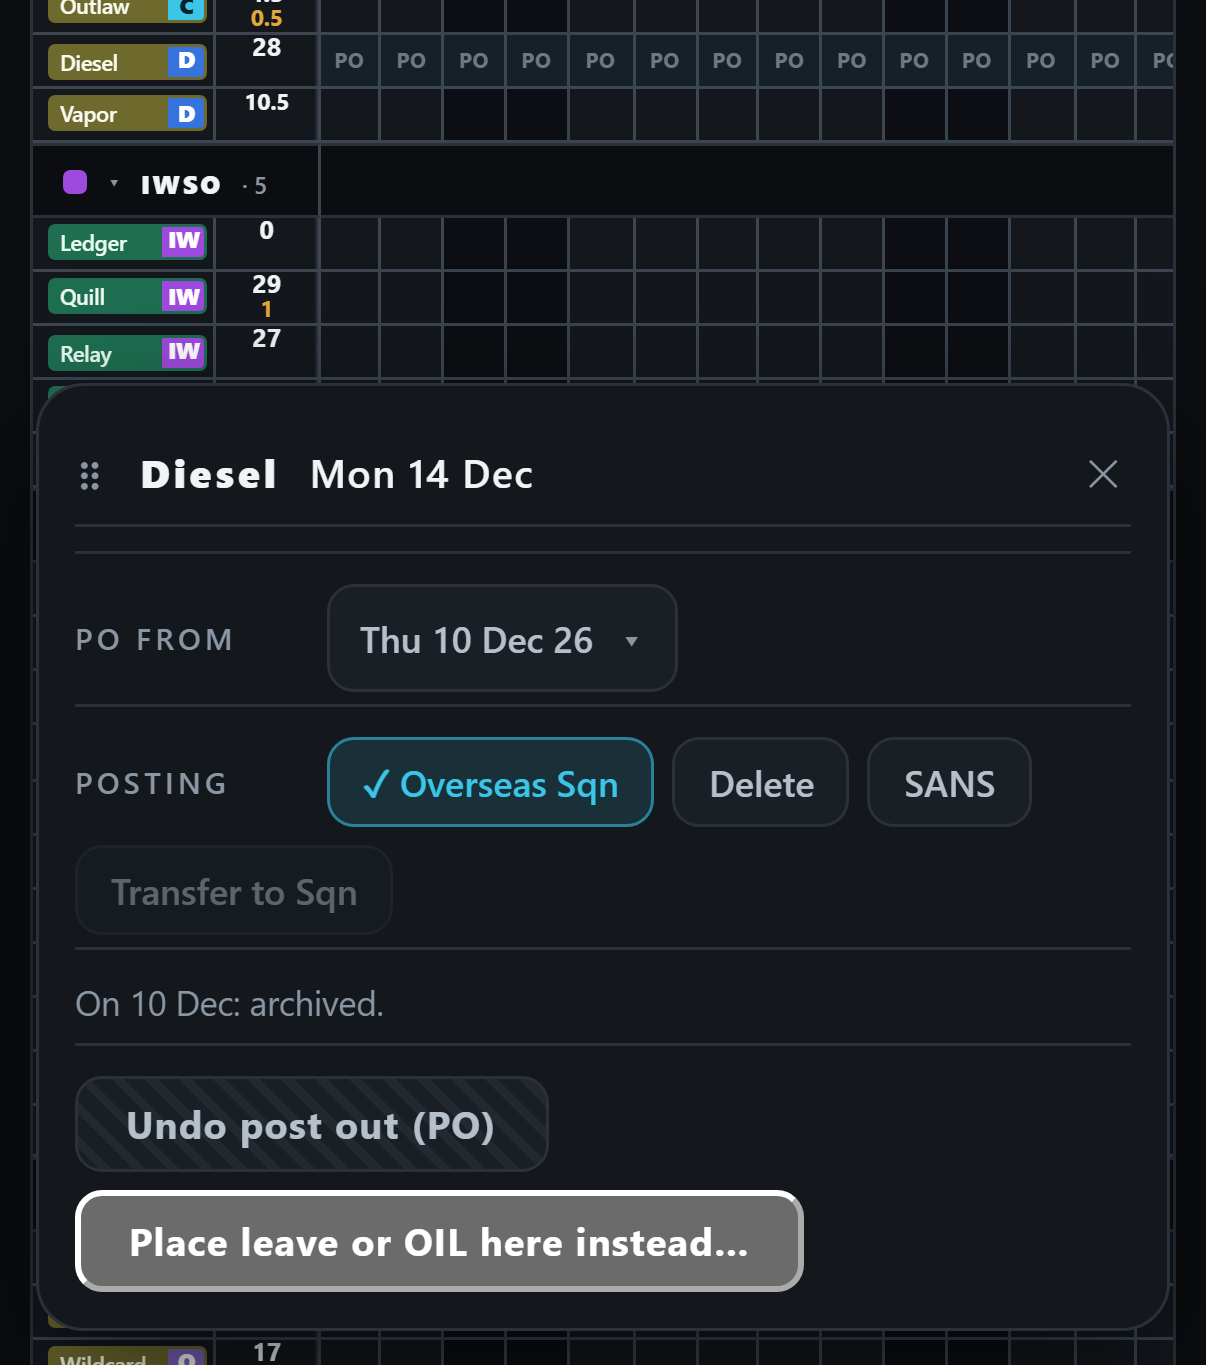 Outlaw C
0.5
Diesel D 28 PO PO PO PO PO PO PO PO PO PO PO PO PO
Vapor D 10.5
▾ IWSO · 5
Ledger IW 0
Quill IW 29
1
Relay IW 27
Diesel Mon 14 Dec
PO FROM Thu 10 Dec 26 ▾
POSTING ✓ Overseas Sqn Delete SANS
Transfer to Sqn
On 10 Dec: archived.
Undo post out (PO)
Place leave or OIL here instead...
17